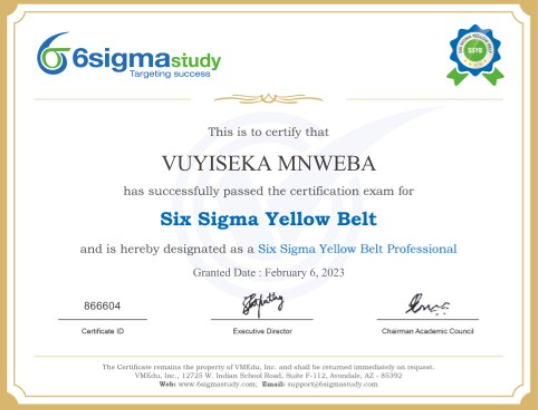 6sigmastudy
Targeting success
SSYB
This is to certify that
VUYISEKA MNWEBA
has successfully passed the certification exam for
Six Sigma Yellow Belt
and is hereby designated as a Six Sigma Yellow Belt Professional
Granted Date : February 6, 2023
866604
Certificate ID
Executive Director
Chairman Academic Council
The Certificate remains the property of VMEdu, Inc. and shall be returned immediately on request.
VMEdu, Inc., 12725 W. Indian School Road, Suite F-112, Avondale, AZ - 85392
Web: www.6sigmastudy.com; Email: support@6sigmastudy.com